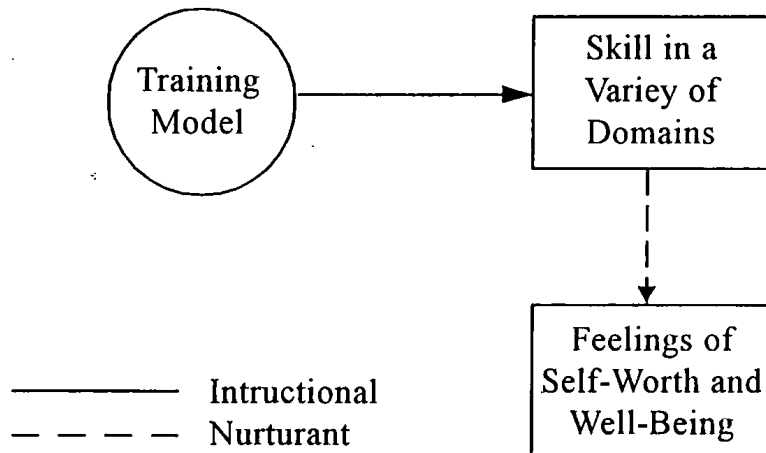 Training
Model
Skill in a
Variey of
Domains
Feelings of
Self-Worth and
Well-Being
Intructional
Nurturant